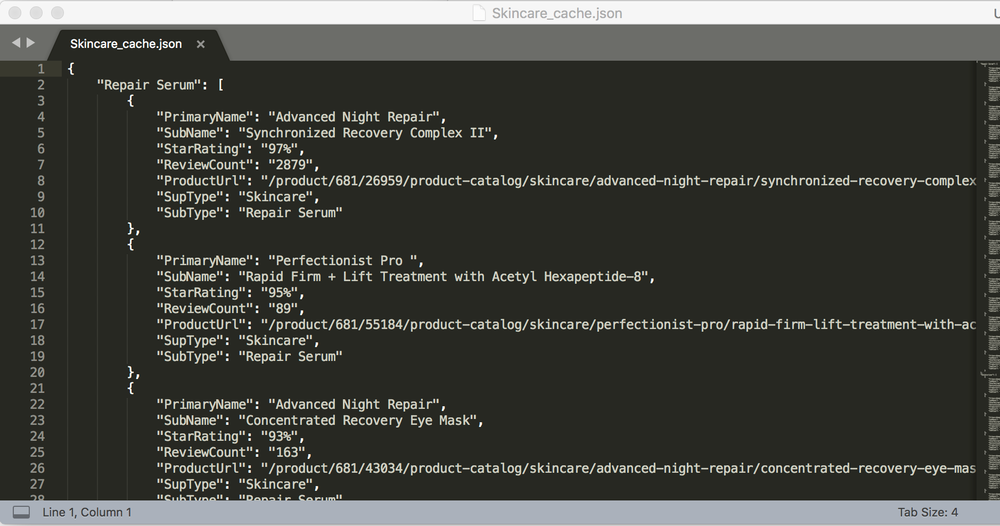 Skincare_cache.json
Skincare_cache.json ×
1 {
2 "Repair Serum": [
3 {
4 "PrimaryName": "Advanced Night Repair",
5 "SubName": "Synchronized Recovery Complex II",
6 "StarRating": "97%",
7 "ReviewCount": "2879",
8 "ProductUrl": "/product/681/26959/product-catalog/skincare/advanced-night-repair/synchronized-recovery-complex
9 "SupType": "Skincare",
10 "SubType": "Repair Serum"
11 },
12 {
13 "PrimaryName": "Perfectionist Pro ",
14 "SubName": "Rapid Firm + Lift Treatment with Acetyl Hexapeptide-8",
15 "StarRating": "95%",
16 "ReviewCount": "89",
17 "ProductUrl": "/product/681/55184/product-catalog/skincare/perfectionist-pro/rapid-firm-lift-treatment-with-ac
18 "SupType": "Skincare",
19 "SubType": "Repair Serum"
20 },
21 {
22 "PrimaryName": "Advanced Night Repair",
23 "SubName": "Concentrated Recovery Eye Mask",
24 "StarRating": "93%",
25 "ReviewCount": "163",
26 "ProductUrl": "/product/681/43034/product-catalog/skincare/advanced-night-repair/concentrated-recovery-eye-mas
27 "SupType": "Skincare",
28 "SubType": "Repair Serum"
Line 1, Column 1
Tab Size: 4